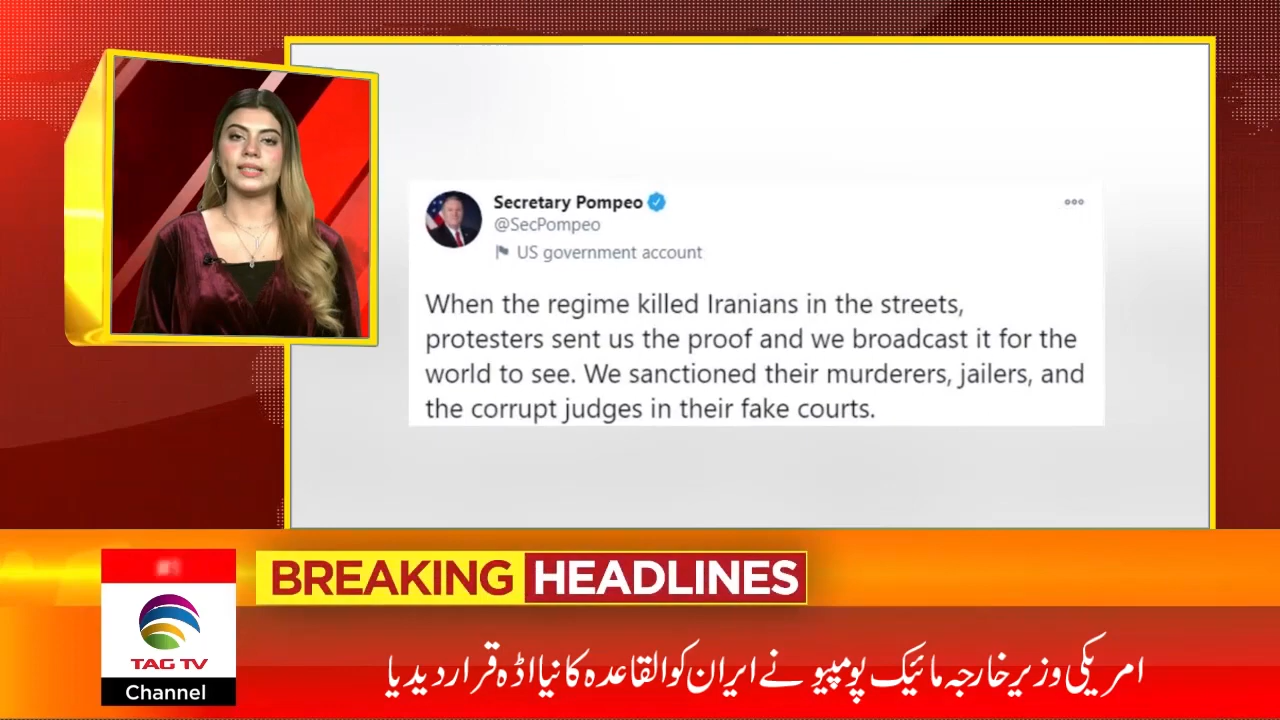 Secretary Pompeo
@SecPompeo
US government account
When the regime killed Iranians in the streets,
protesters sent us the proof and we broadcast it for the
world to see. We sanctioned their murderers, jailers, and
the corrupt judges in their fake courts.
BREAKING HEADLINES
#1
TAG TV
Channel
امریکی وزیر خارجہ مائیک پومپیو نے ایران کو القاعدہ کا نیا اڈہ قرار دیدیا